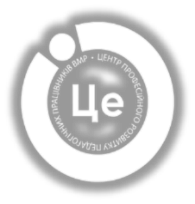 ЦЕНТР ПРОФЕСІЙНОГО РОЗВИТКУ ПЕДАГОГІЧНИХ ПРАЦІВНИКІВ ВМР •
Це